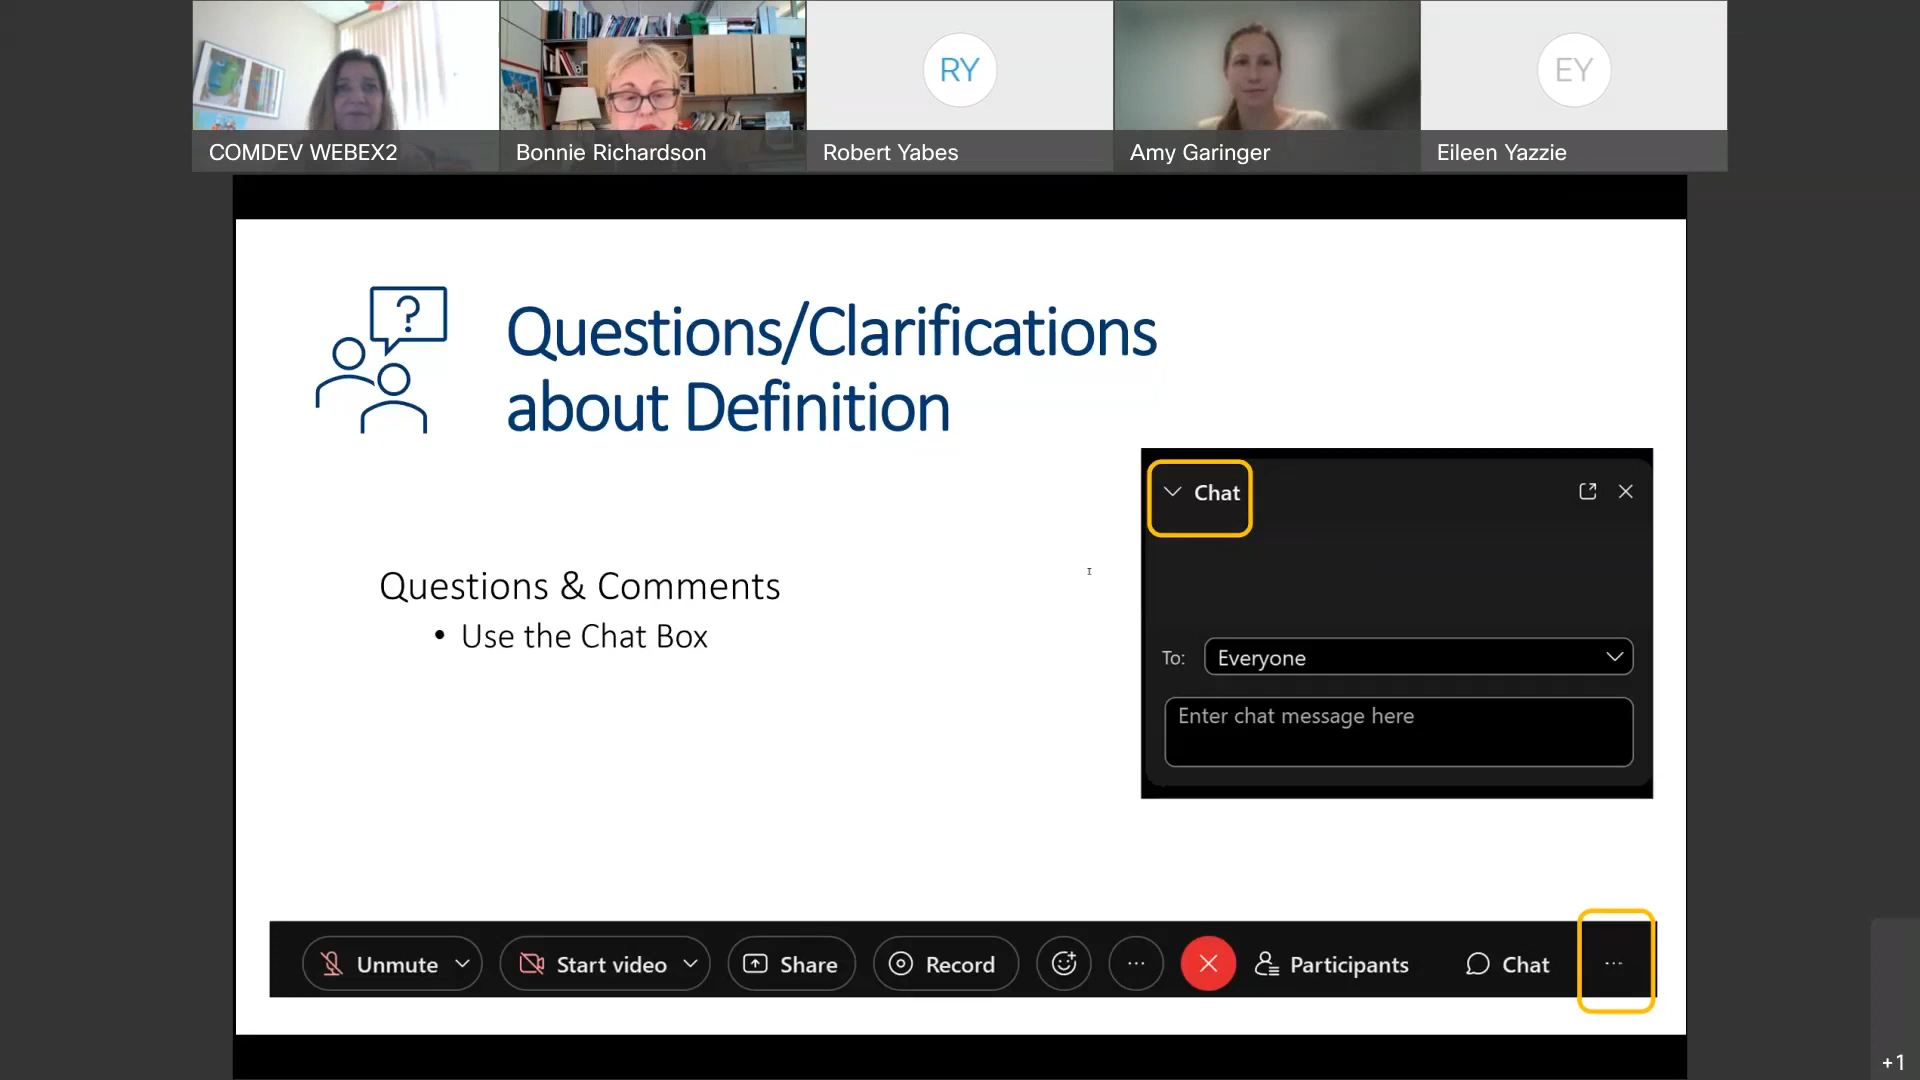 COMDEV WEBEX2
Bonnie Richardson
RY
Robert Yabes
Amy Garinger
EY
Eileen Yazzie
?
Questions/Clarifications
about Definition
Questions & Comments
• Use the Chat Box
Chat
To: Everyone
Enter chat message here
Unmute Start video Share Record ... Participants Chat ...
+1